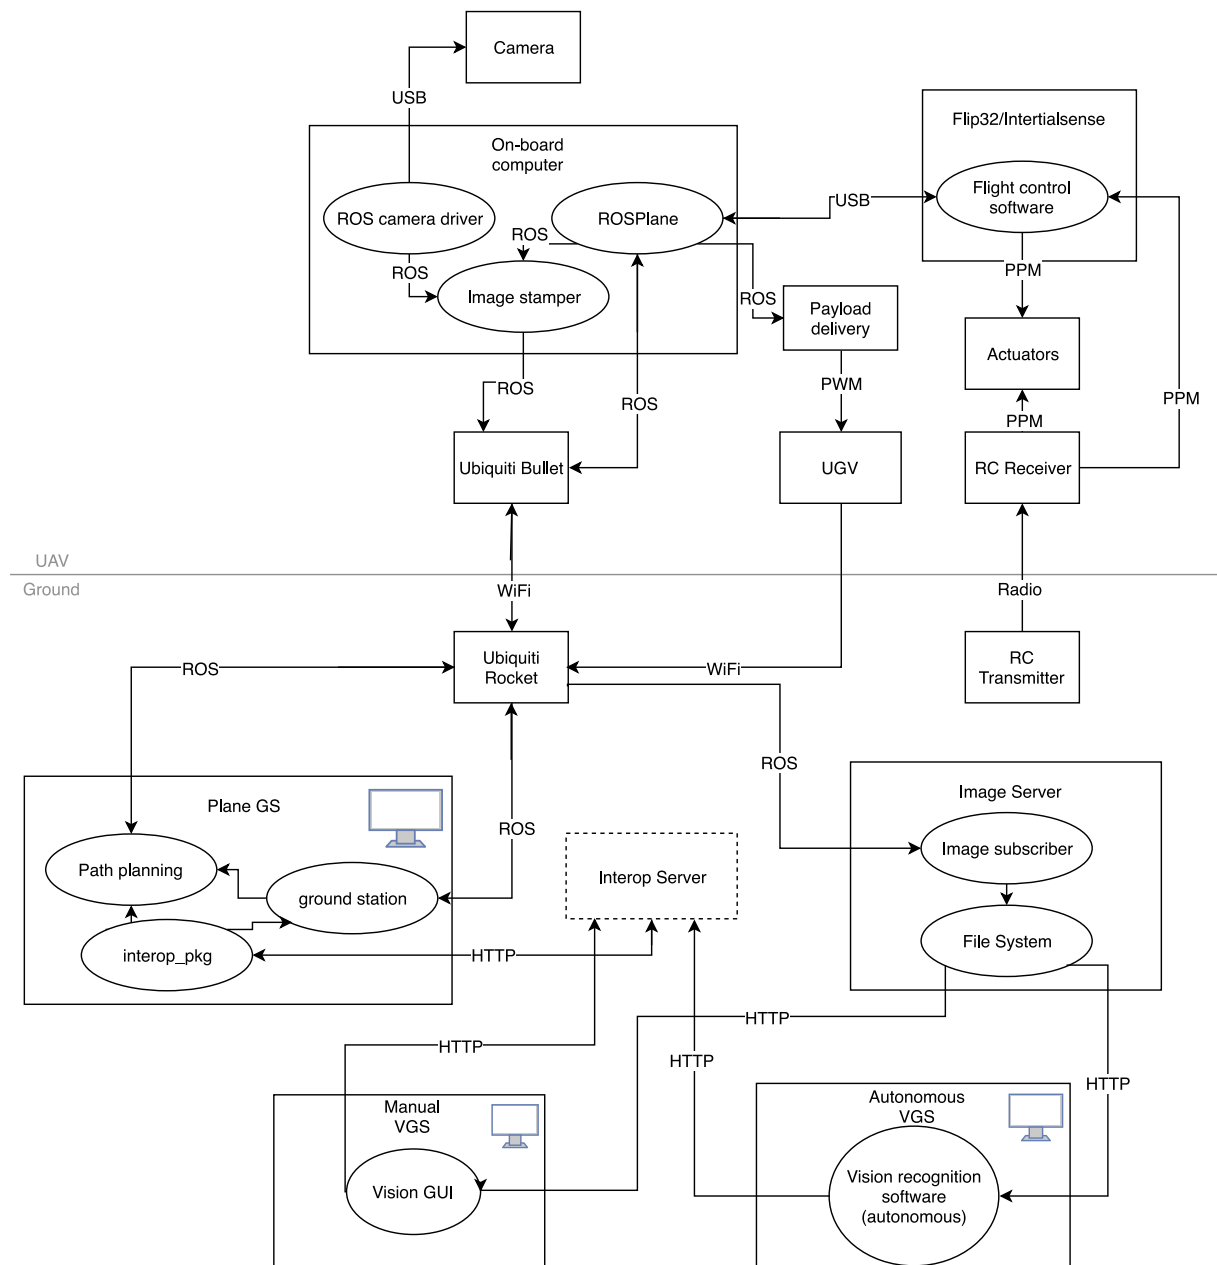 Camera
USB
Flip32/Intertialsense
On-board
computer
Flight control
software
ROS camera driver
ROSPlane
USB
ROS
ROS
PPM
Image stamper
ROS
Payload
delivery
Actuators
ROS
PWM
ROS
PPM
PPM
Ubiquiti Bullet
UGV
RC Receiver
UAV
Ground
WiFi
Radio
Ubiquiti
Rocket
ROS
WiFi
RC
Transmitter
ROS
Plane GS
Image Server
ROS
Path planning
Image subscriber
Interop Server
ground station
File System
interop_pkg
HTTP
HTTP
HTTP
HTTP
HTTP
Manual
VGS
Autonomous
VGS
Vision GUI
Vision recognition
software
(autonomous)